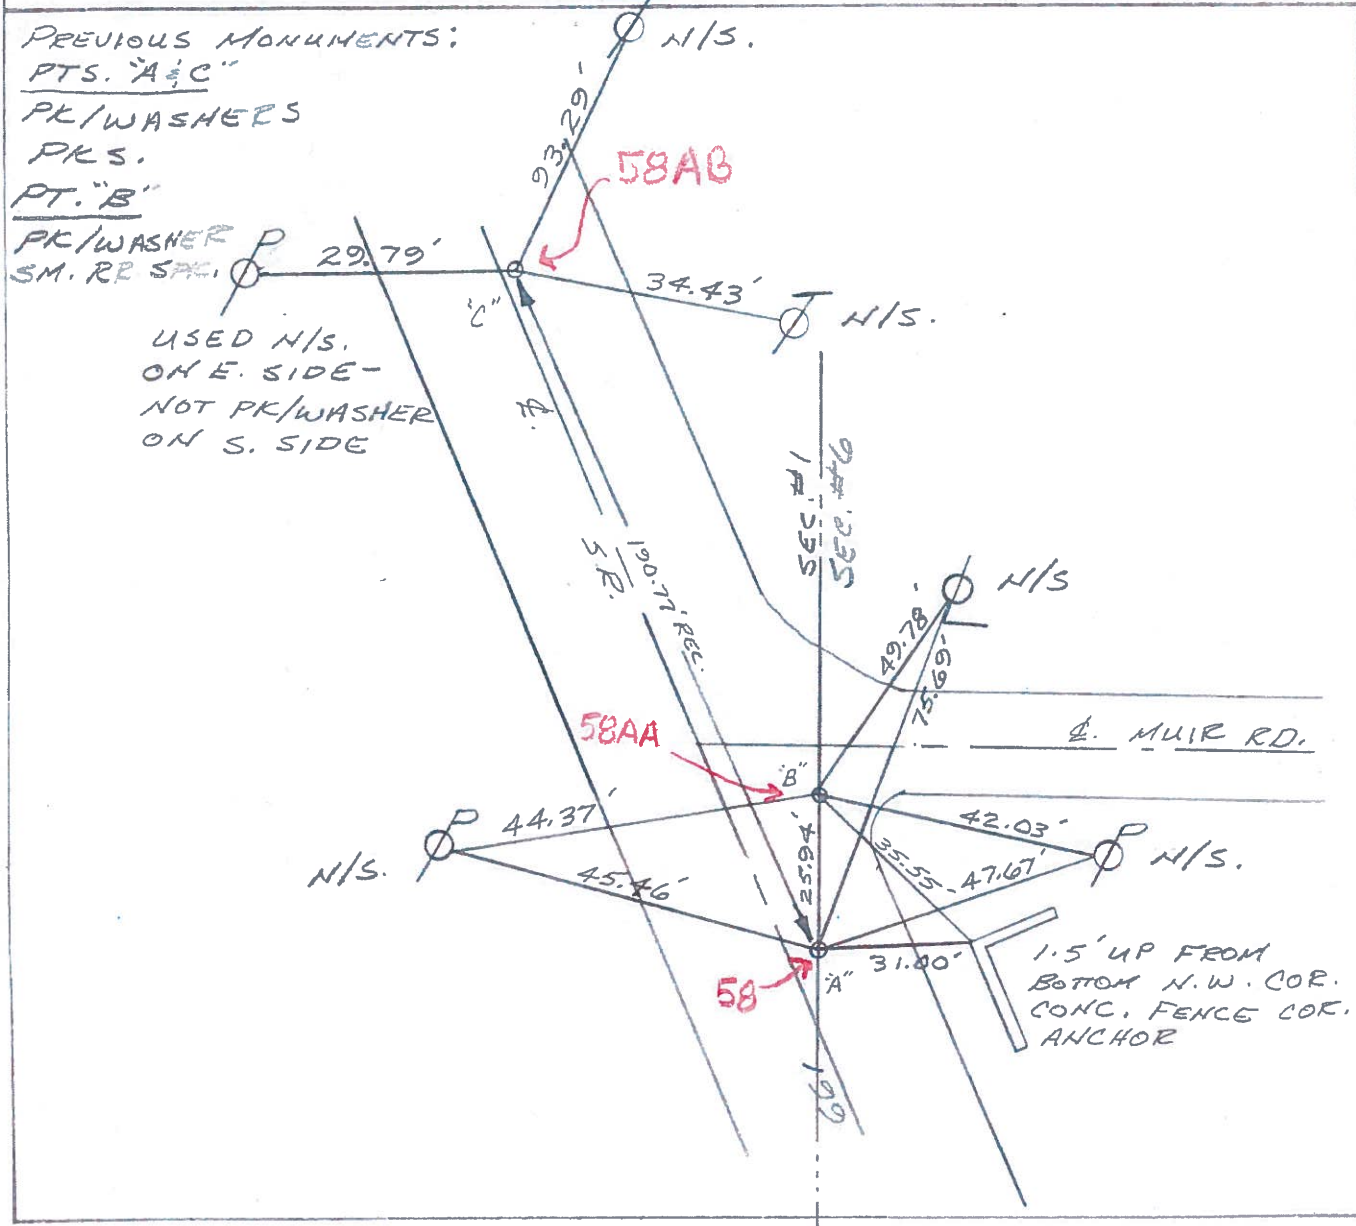 PREVIOUS MONUMENTS:
PTS. "A & C"
PK/WASHERS
PKS.
PT. "B"
PK/WASHER
SM. RR SPK.
N/S.
93.29'
58AB
P
29.79'
34.43'
T
N/S.
"C"
USED N/S.
ON E. SIDE -
NOT PK/WASHER
ON S. SIDE
℄.
SEC. #1
SEC. #6
S.R.
190.77' REC.
N/S
T
49.78'
75.69'
58AA
"B"
℄. MUIR RD.
P
44.37'
42.03'
P
N/S.
N/S.
45.46'
25.94'
35.55'
47.67'
31.00'
58
"A"
1.5' UP FROM
BOTTOM N.W. COR.
CONC. FENCE COR.
ANCHOR
1
6